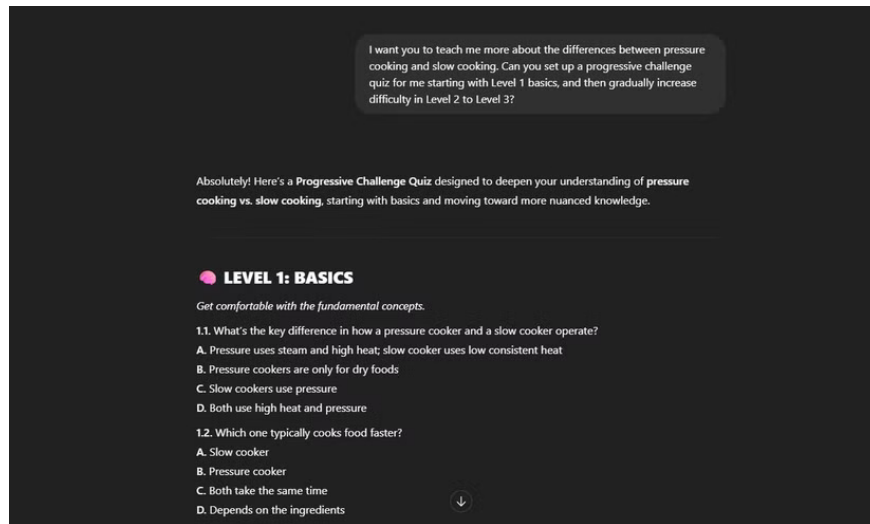 I want you to teach me more about the differences between pressure
cooking and slow cooking. Can you set up a progressive challenge
quiz for me starting with Level 1 basics, and then gradually increase
difficulty in Level 2 to Level 3?
Absolutely! Here's a Progressive Challenge Quiz designed to deepen your understanding of pressure
cooking vs. slow cooking, starting with basics and moving toward more nuanced knowledge.
LEVEL 1: BASICS
Get comfortable with the fundamental concepts.
1.1. What's the key difference in how a pressure cooker and a slow cooker operate?
A. Pressure uses steam and high heat; slow cooker uses low consistent heat
B. Pressure cookers are only for dry foods
C. Slow cookers use pressure
D. Both use high heat and pressure
1.2. Which one typically cooks food faster?
A. Slow cooker
B. Pressure cooker
C. Both take the same time
D. Depends on the ingredients